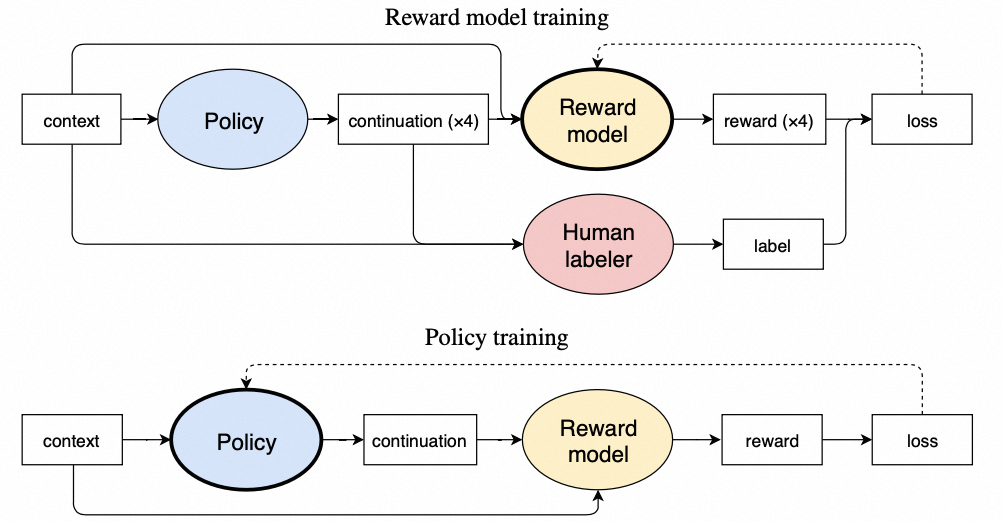 Reward model training
context
Policy
continuation (×4)
Reward
model
reward (×4)
loss
Human
labeler
label
Policy training
context
Policy
continuation
Reward
model
reward
loss